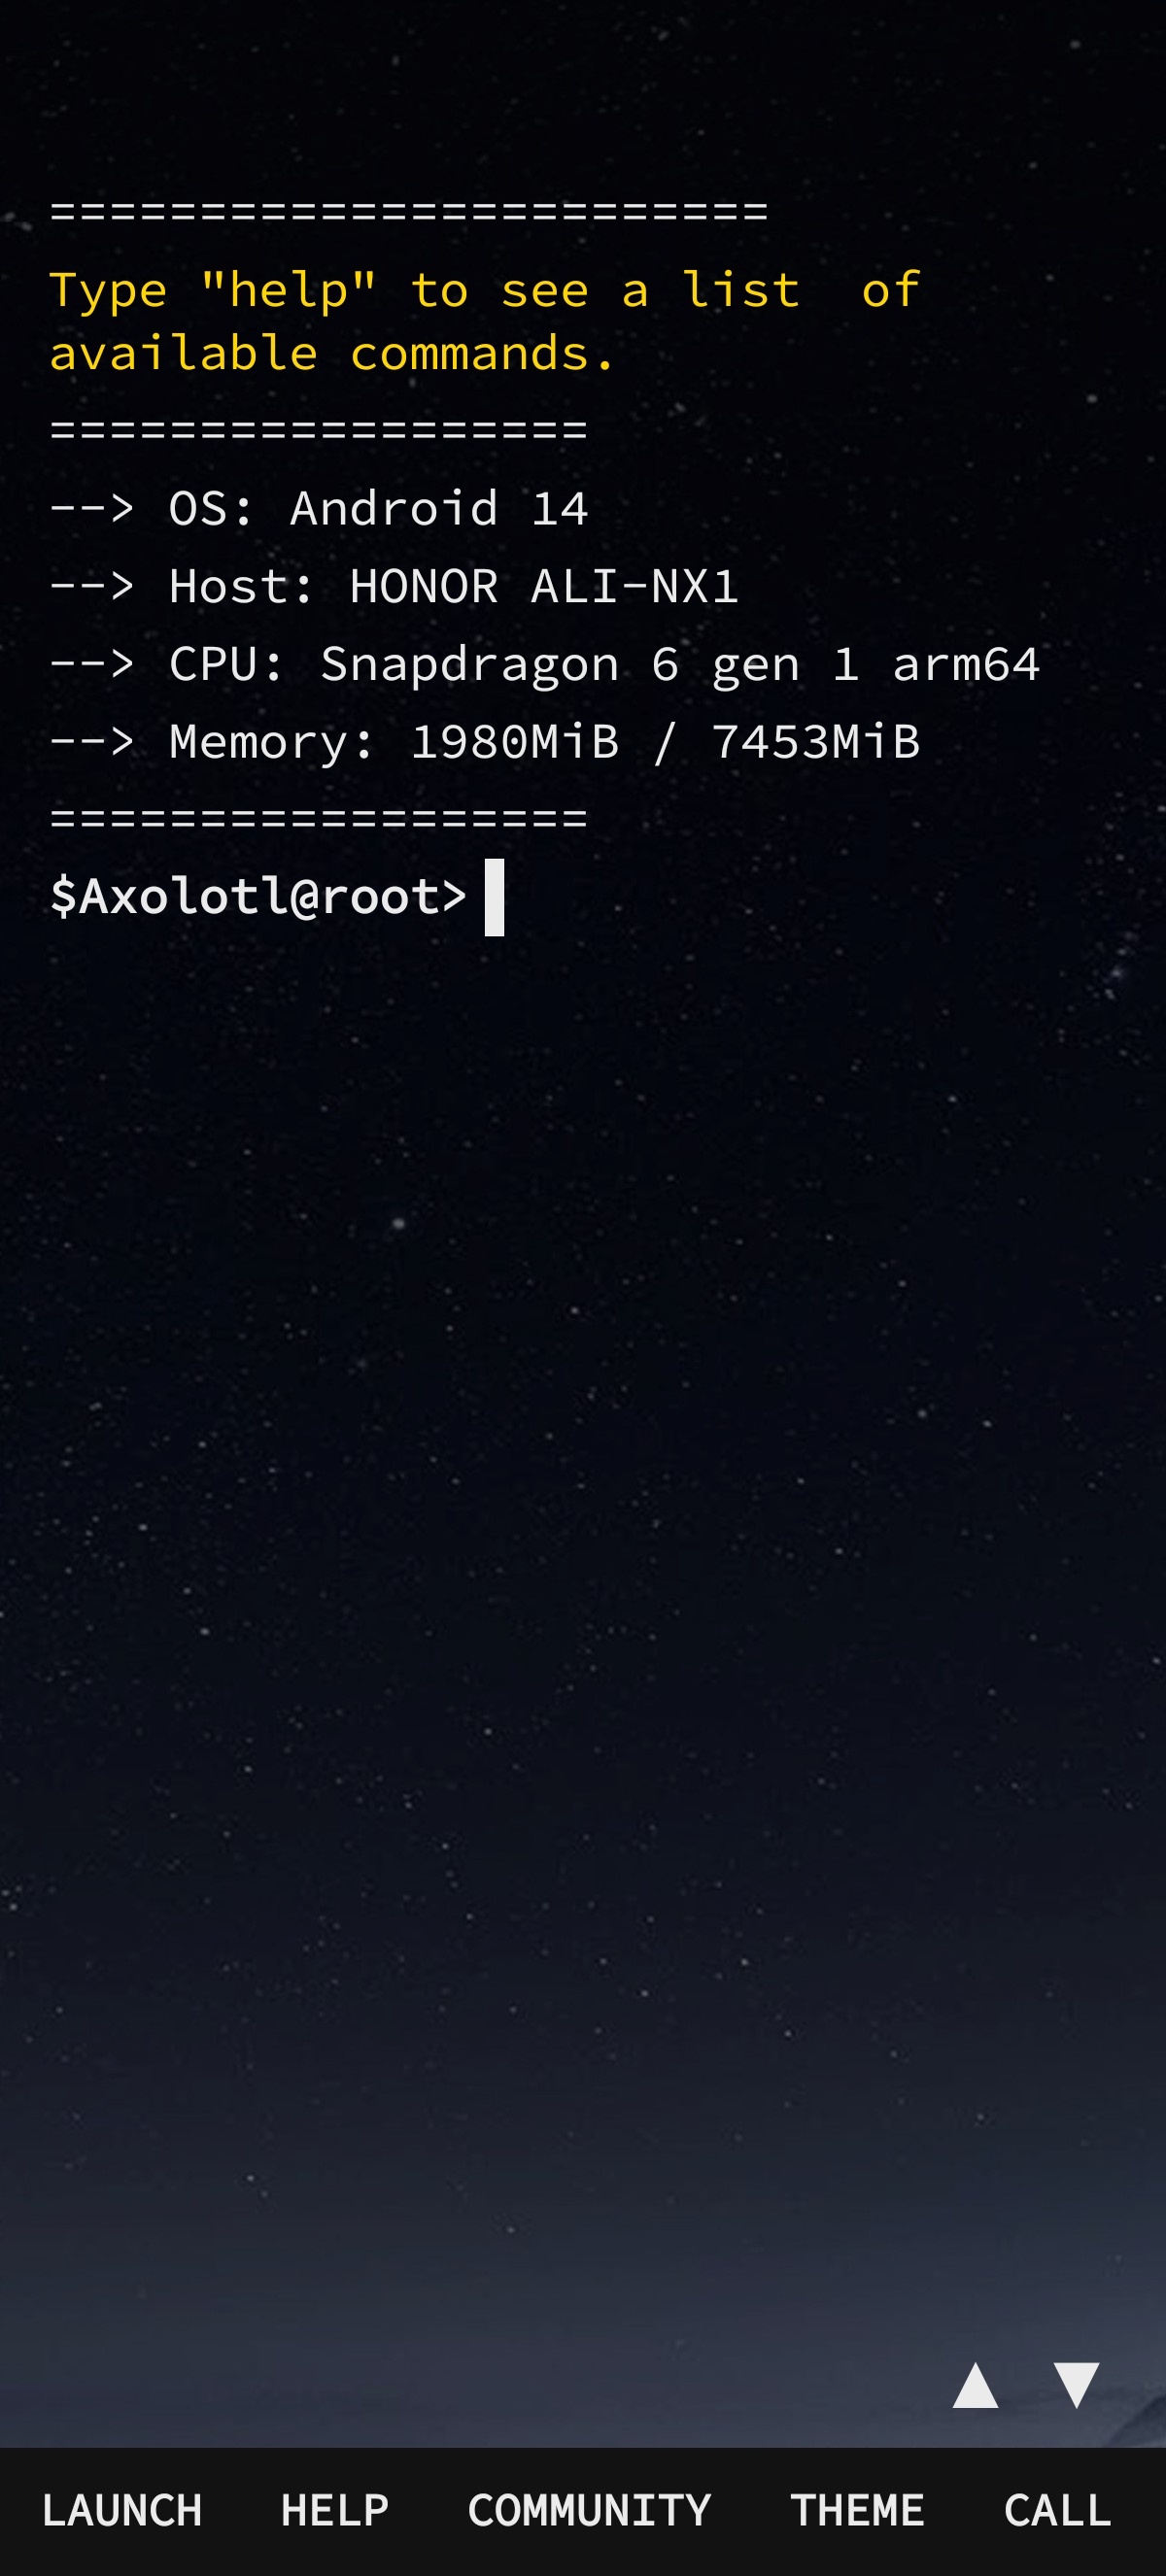 ========================
Type "help" to see a list  of
available commands.
==================
--> OS: Android 14
--> Host: HONOR ALI-NX1
--> CPU: Snapdragon 6 gen 1 arm64
--> Memory: 1980MiB / 7453MiB
==================
$Axolotl@root>
▲ ▼
LAUNCH HELP COMMUNITY THEME CALL